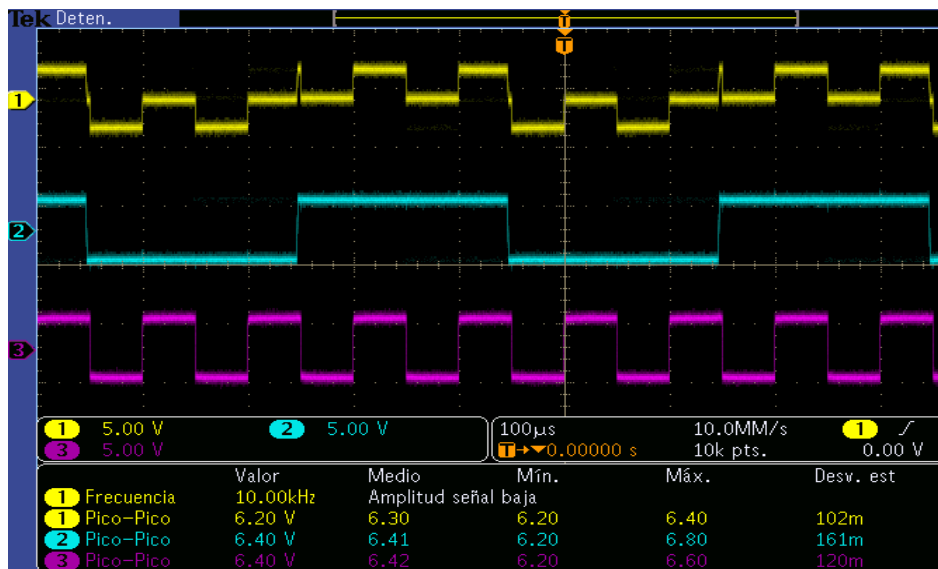 Tek Deten.
T
T
1
2
3
1 5.00 V 2 5.00 V
3 5.00 V
100µs 10.0MM/s 1
T→▼0.00000 s 10k pts. 0.00 V
Valor Medio Mín. Máx. Desv. est
1 Frecuencia 10.00kHz Amplitud señal baja
1 Pico-Pico 6.20 V 6.30 6.20 6.40 102m
2 Pico-Pico 6.40 V 6.41 6.20 6.80 161m
3 Pico-Pico 6.40 V 6.42 6.20 6.60 120m